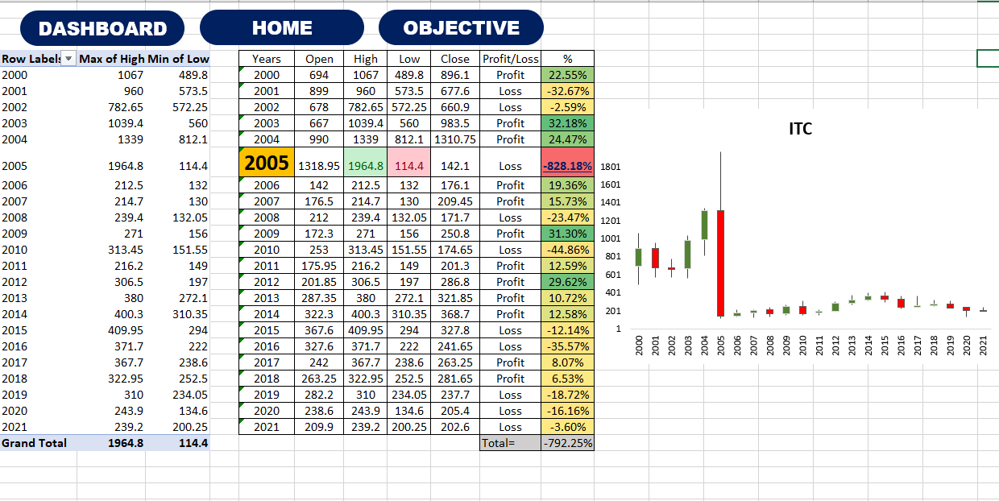 DASHBOARD HOME OBJECTIVE
Row Labels Max of High Min of Low
2000 1067 489.8
2001 960 573.5
2002 782.65 572.25
2003 1039.4 560
2004 1339 812.1
2005 1964.8 114.4
2006 212.5 132
2007 214.7 130
2008 239.4 132.05
2009 271 156
2010 313.45 151.55
2011 216.2 149
2012 306.5 197
2013 380 272.1
2014 400.3 310.35
2015 409.95 294
2016 371.7 222
2017 367.7 238.6
2018 322.95 252.5
2019 310 234.05
2020 243.9 134.6
2021 239.2 200.25
Grand Total 1964.8 114.4
Years Open High Low Close Profit/Loss %
2000 694 1067 489.8 896.1 Profit 22.55%
2001 899 960 573.5 677.6 Loss -32.67%
2002 678 782.65 572.25 660.9 Loss -2.59%
2003 667 1039.4 560 983.5 Profit 32.18%
2004 990 1339 812.1 1310.75 Profit 24.47%
2005 1318.95 1964.8 114.4 142.1 Loss -828.18%
2006 142 212.5 132 176.1 Profit 19.36%
2007 176.5 214.7 130 209.45 Profit 15.73%
2008 212 239.4 132.05 171.7 Loss -23.47%
2009 172.3 271 156 250.8 Profit 31.30%
2010 253 313.45 151.55 174.65 Loss -44.86%
2011 175.95 216.2 149 201.3 Profit 12.59%
2012 201.85 306.5 197 286.8 Profit 29.62%
2013 287.35 380 272.1 321.85 Profit 10.72%
2014 322.3 400.3 310.35 368.7 Profit 12.58%
2015 367.6 409.95 294 327.8 Loss -12.14%
2016 327.6 371.7 222 241.65 Loss -35.57%
2017 242 367.7 238.6 263.25 Profit 8.07%
2018 263.25 322.95 252.5 281.65 Profit 6.53%
2019 282.2 310 234.05 237.7 Loss -18.72%
2020 238.6 243.9 134.6 205.4 Loss -16.16%
2021 209.9 239.2 200.25 202.6 Loss -3.60%
Total= -792.25%
ITC
1801
1601
1401
1201
1001
801
601
401
201
1
2000 2001 2002 2003 2004 2005 2006 2007 2008 2009 2010 2011 2012 2013 2014 2015 2016 2017 2018 2019 2020 2021